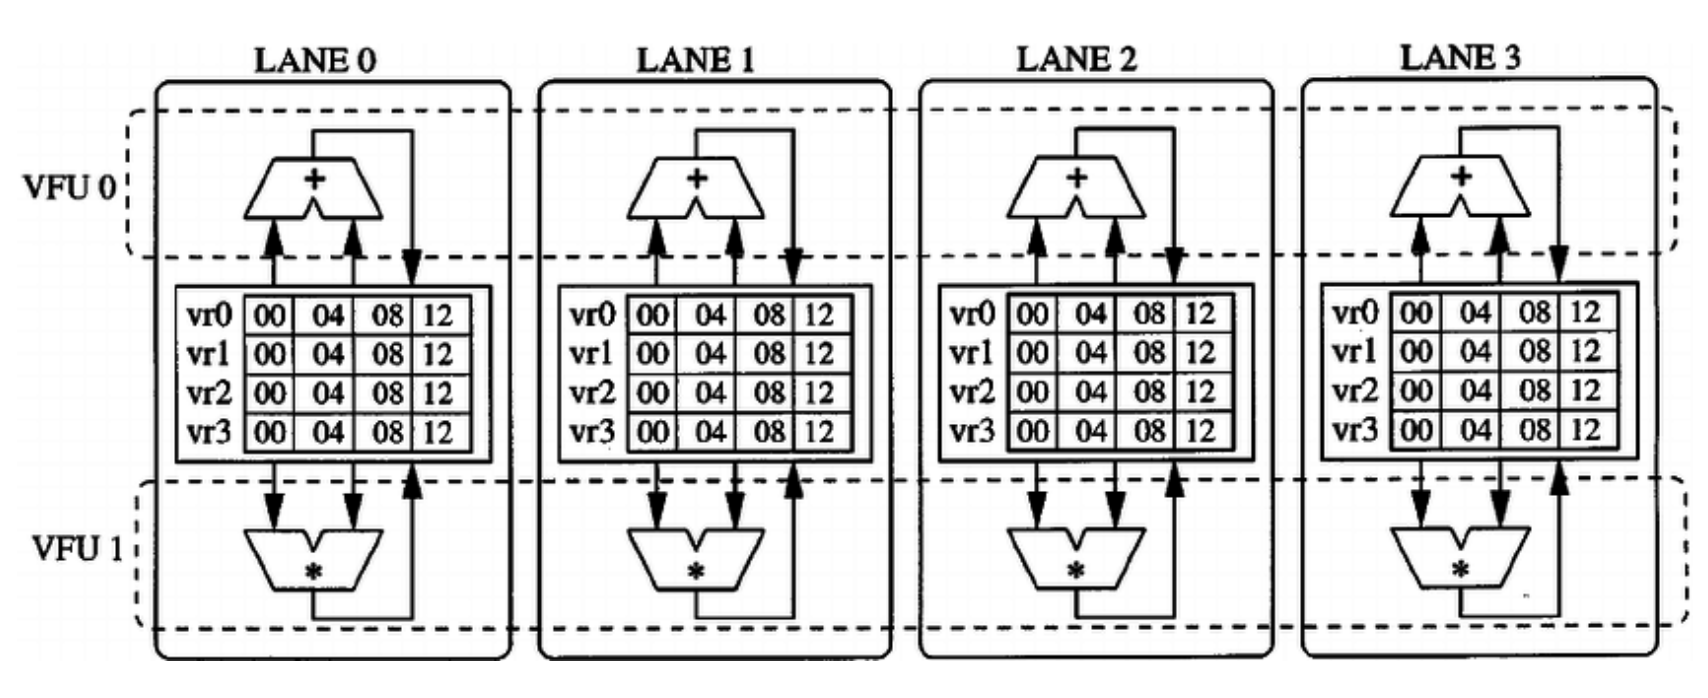 LANE 0 LANE 1 LANE 2 LANE 3
VFU 0
+ + + +
vr0 00 04 08 12 vr0 00 04 08 12 vr0 00 04 08 12 vr0 00 04 08 12
vr1 00 04 08 12 vr1 00 04 08 12 vr1 00 04 08 12 vr1 00 04 08 12
vr2 00 04 08 12 vr2 00 04 08 12 vr2 00 04 08 12 vr2 00 04 08 12
vr3 00 04 08 12 vr3 00 04 08 12 vr3 00 04 08 12 vr3 00 04 08 12
VFU 1
* * * *